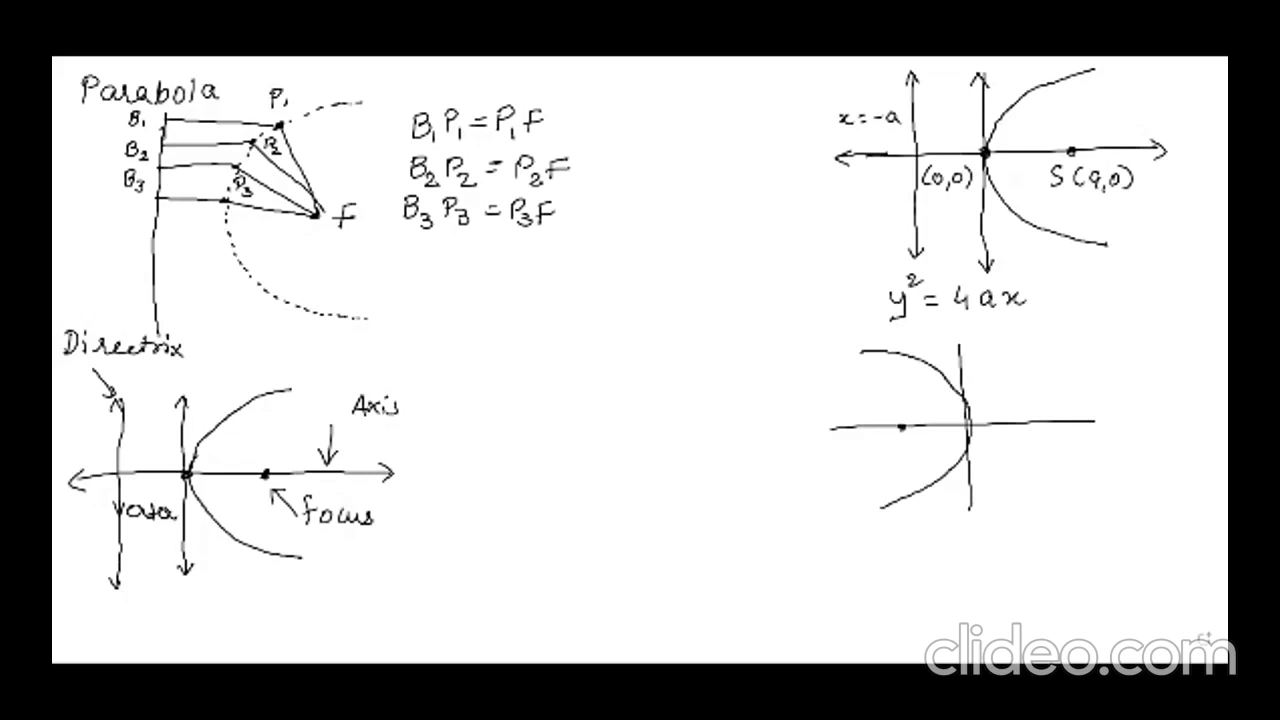 Parabola
P1
B1
B2
P2
B3
P3
F
B1P1 = P1F
B2P2 = P2F
B3P3 = P3F
Directrix
Axis
focus
x = -a
(0,0)
S(a,0)
y² = 4ax
clideo.com